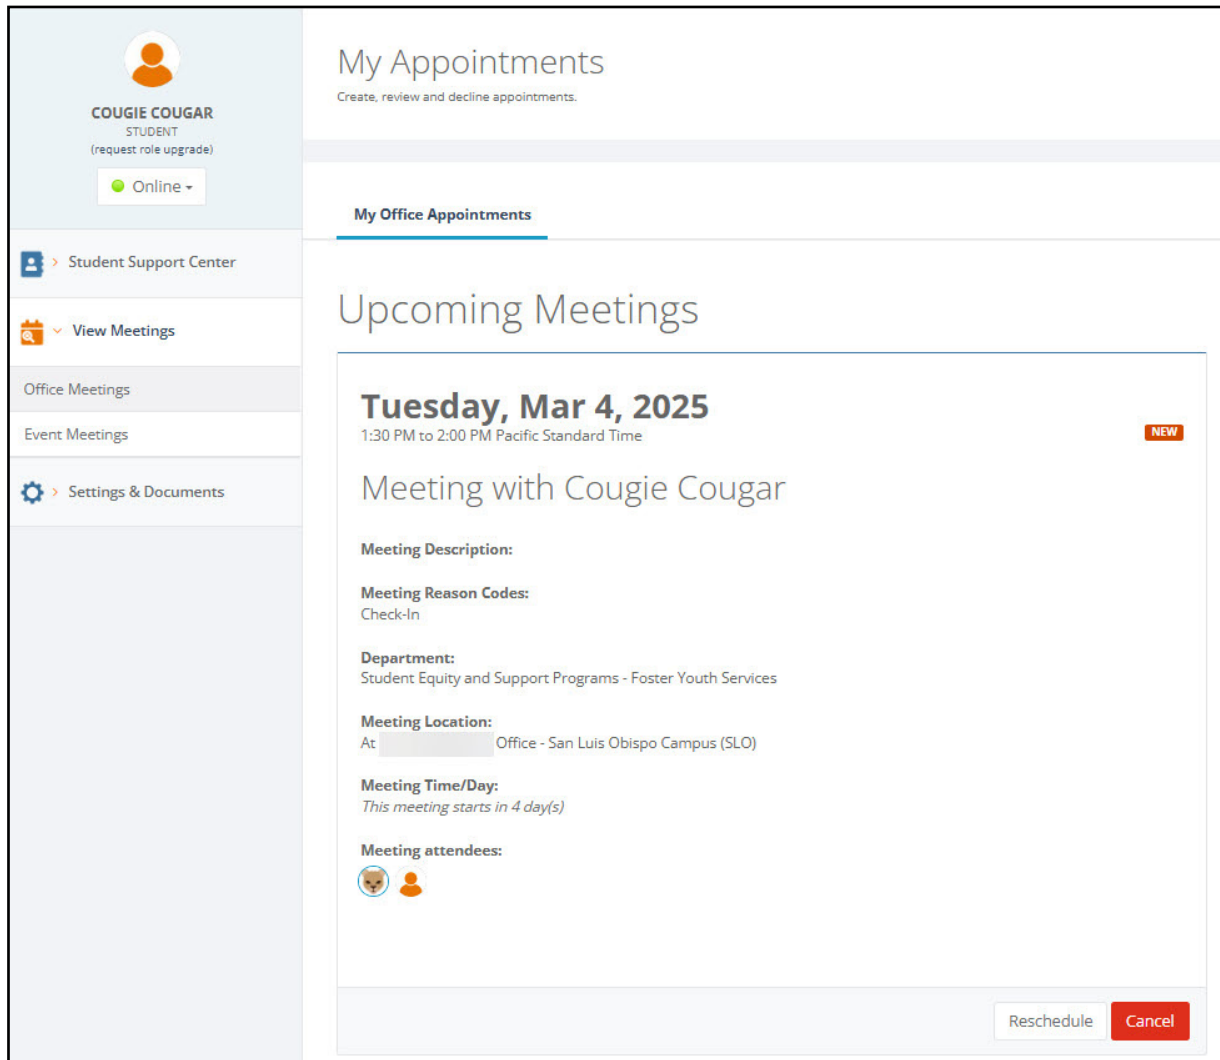 COUGIE COUGAR
STUDENT
(request role upgrade)
Online
Student Support Center
View Meetings
Office Meetings
Event Meetings
Settings & Documents
My Appointments
Create, review and decline appointments.
My Office Appointments
Upcoming Meetings
Tuesday, Mar 4, 2025
1:30 PM to 2:00 PM Pacific Standard Time
NEW
Meeting with Cougie Cougar
Meeting Description:
Meeting Reason Codes:
Check-In
Department:
Student Equity and Support Programs - Foster Youth Services
Meeting Location:
At Office - San Luis Obispo Campus (SLO)
Meeting Time/Day:
This meeting starts in 4 day(s)
Meeting attendees:
Reschedule
Cancel